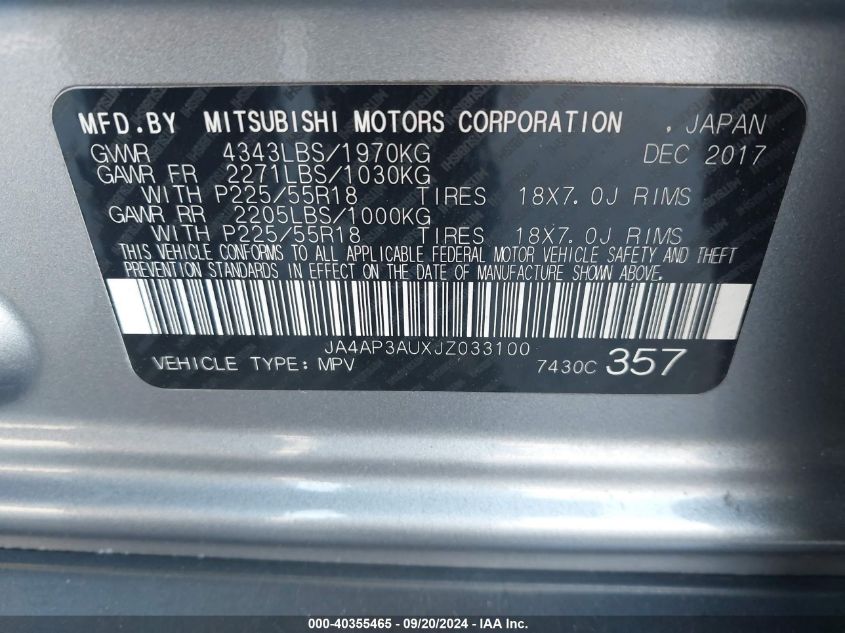 MFD.BY MITSUBISHI MOTORS CORPORATION , JAPAN
GVWR 4343LBS/1970KG DEC 2017
GAWR FR 2271LBS/1030KG
WITH P225/55R18 TIRES 18X7.0J RIMS
GAWR RR 2205LBS/1000KG
WITH P225/55R18 TIRES 18X7.0J RIMS
THIS VEHICLE CONFORMS TO ALL APPLICABLE FEDERAL MOTOR VEHICLE SAFETY AND THEFT
PREVENTION STANDARDS IN EFFECT ON THE DATE OF MANUFACTURE SHOWN ABOVE.
JA4AP3AUXJZ033100
VEHICLE TYPE: MPV 7430C 357
000-40355465 - 09/20/2024 - IAAI.com.